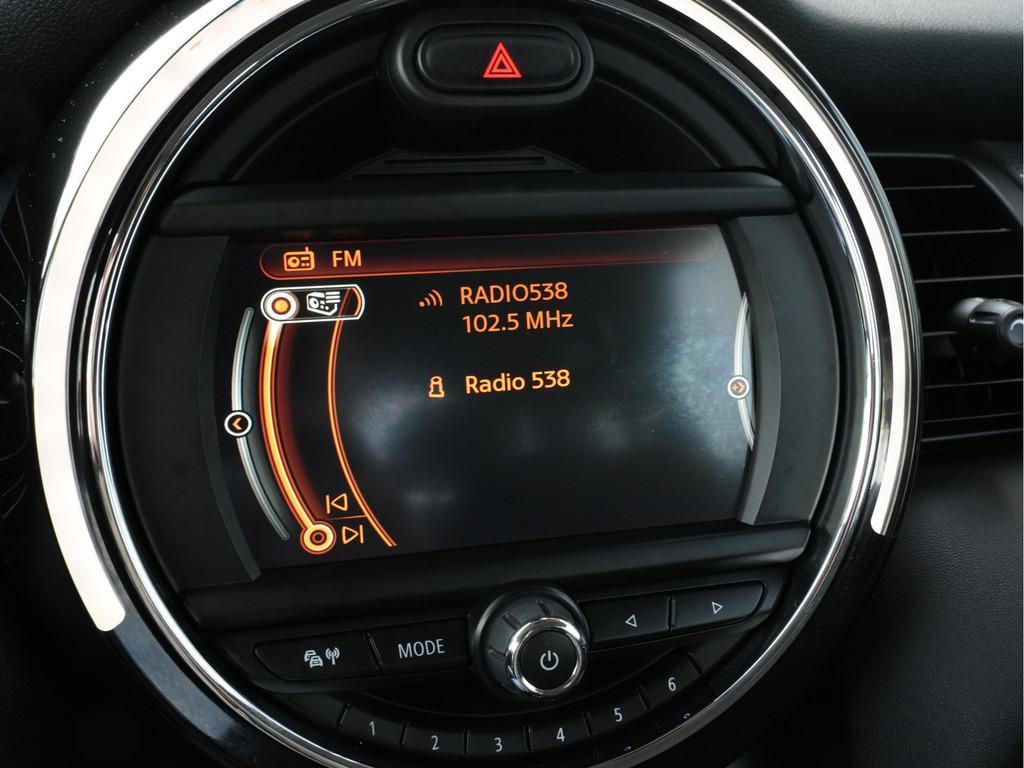 FM
RADIO538
102.5 MHz
Radio 538
MODE
1 2 3 4 5 6